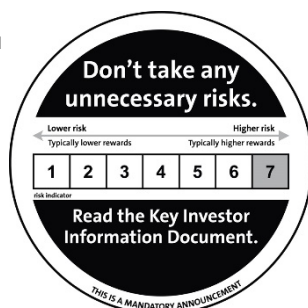 Don't take any
unnecessary risks.
Lower risk Higher risk
Typically lower rewards Typically higher rewards
1 2 3 4 5 6 7
risk indicator
Read the Key Investor
Information Document.
THIS IS A MANDATORY ANNOUNCEMENT